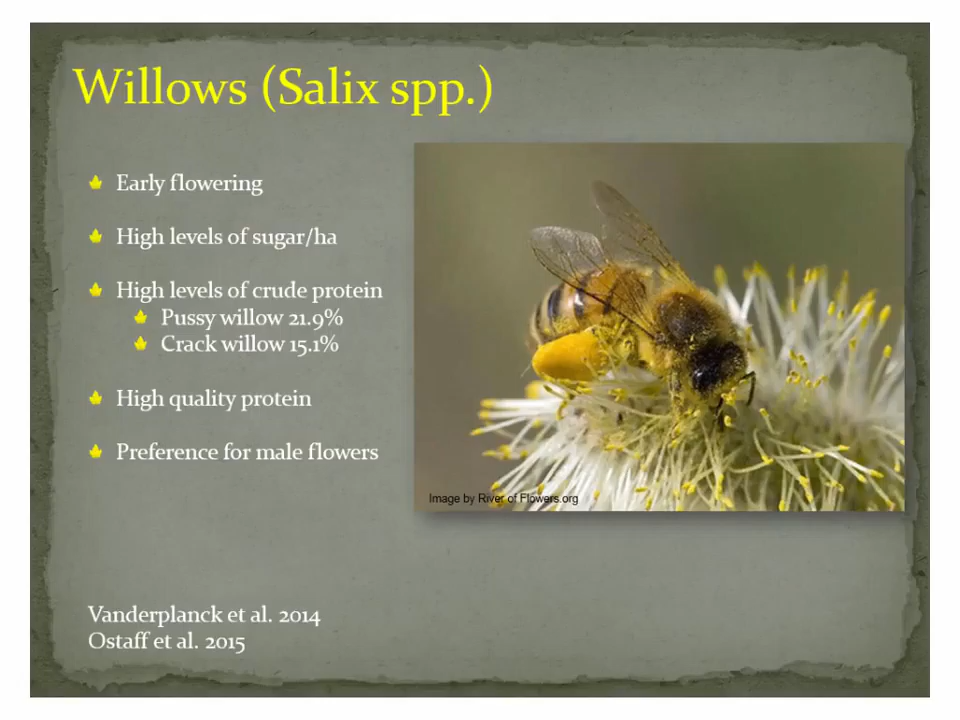 Willows (Salix spp.)
Early flowering
High levels of sugar/ha
High levels of crude protein
Pussy willow 21.9%
Crack willow 15.1%
High quality protein
Preference for male flowers
Image by River of Flowers.org
Vanderplanck et al. 2014
Ostaff et al. 2015